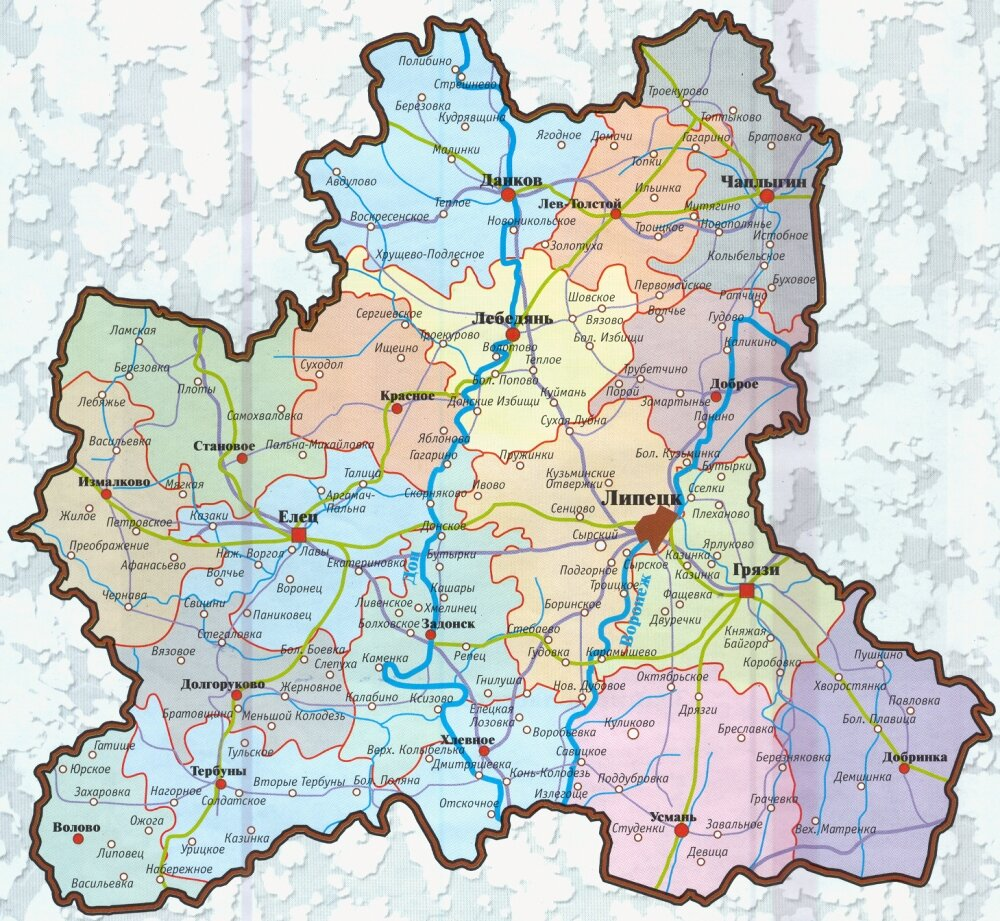 Полибино
Стрешнево
Березовка
Кудрявщина
Троекурово
Топтыково
Малинки
Ягодное
Домачи
Гагарино
Братовка
Топки
Авдулово
Данков
Ильинка
Чаплыгин
Теплое
Лев-Толстой
Митягино
Воскресенское
Новоникольское
Троицкое
Новополянье
Истобное
Хрущево-Подлесное
Золотуха
Колыбельское
Первомайское
Буховое
Шовское
Ратчино
Сергиевское
Лебедянь
Вязово
Волчье
Гудово
Ламская
Троекурово
Волотово
Бол. Избищи
Каликино
Ищеино
Теплое
Березовка
Суходол
Трубетчино
Плоты
Бол. Попово
Порой
Доброе
Лебяжье
Красное
Донские Избищи
Куймань
Замартынье
Самохваловка
Сухая Лубна
Панино
Васильевка
Становое
Пальна-Михайловка
Яблонова
Гагарино
Пружинки
Бол. Кузьминка
Бутырки
Измалково
Мягкая
Талица
Кузьминские
Отвержки
Аргамач-
Пальна
Скорняково
Львово
Липецк
Сселки
Жилое
Петровское
Казаки
Елец
Сенцово
Плеханово
Донское
Сырский
Преображение
Ниж. Воргол
Лавы
Дон
Бутырки
Ярлуково
Афанасьево
Волчье
Екатериновка
Подгорное
Сырское
Казинка
Казинка
Грязи
Воронец
Кашары
Троицкое
Чернава
Свишни
Ливенское
Хмелинец
Фащевка
Паниковец
Боринское
Болховское
Задонск
Двуречки
Стегаловка
Стебаево
Воронеж
Княжая
Байгора
Вязовое
Бол. Боевка
Репец
Гудовка
Карамышево
Слепуха
Каменка
Коробовка
Пушкино
Долгоруково
Жерновное
Гнилуша
Октябрьское
Хворостянка
Калабино
Ксизово
Нов. Дубовое
Братовщина
Меньшой Колодезь
Елецкая
Лозовка
Дрязги
Павловка
Куликово
Бол. Плавица
Воробьевка
Бреславка
Гатище
Тульское
Верх. Колыбелька
Хлевное
Савицкое
Юрское
Тербуны
Дмитряшевка
Березняковка
Добринка
Вторые Тербуны
Бол. Поляна
Конь-Колодезь
Поддубровка
Демшинка
Захаровка
Нагорное
Солдатское
Отскочное
Излегоще
Грачевка
Волово
Ожога
Казинка
Усмань
Студенки
Завальное
Вех. Матренка
Липовец
Урицкое
Девица
Васильевка
Набережное